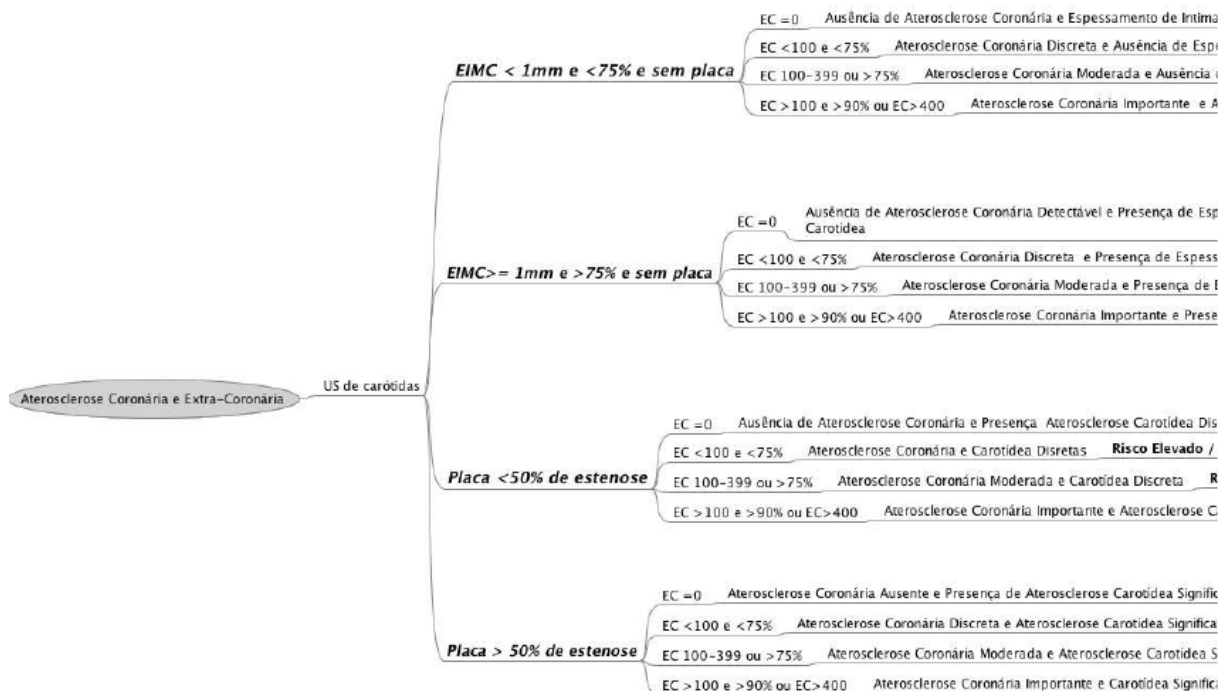 EC =0 Ausência de Aterosclerose Coronária e Espessamento de Intima
EC <100 e <75% Aterosclerose Coronária Discreta e Ausência de
EIMC < 1mm e <75% e sem placa
EC 100-399 ou >75% Aterosclerose Coronária Moderada e Ausência
EC >100 e >90% ou EC>400 Aterosclerose Coronária Importante e
EC =0 Ausência de Aterosclerose Coronária Detectável e Presença de
Carotídea
EC <100 e <75% Aterosclerose Coronária Discreta e Presença de
EIMC>= 1mm e >75% e sem placa
EC 100-399 ou >75% Aterosclerose Coronária Moderada e Presença de
EC >100 e >90% ou EC>400 Aterosclerose Coronária Importante e
Aterosclerose Coronária e Extra-Coronária
US de carótidas
EC =0 Ausência de Aterosclerose Coronária e Presença Aterosclerose Carotídea
EC <100 e <75% Aterosclerose Coronária e Carotídea Disretas Risco Elevado /
Placa <50% de estenose
EC 100-399 ou >75% Aterosclerose Coronária Moderada e Carotídea Discreta
EC >100 e >90% ou EC>400 Aterosclerose Coronária Importante e Aterosclerose
EC =0 Aterosclerose Coronária Ausente e Presença de Aterosclerose Carotídea
EC <100 e <75% Aterosclerose Coronária Discreta e Aterosclerose Carotidea
Placa > 50% de estenose
EC 100-399 ou >75% Aterosclerose Coronária Moderada e Aterosclerose Carotidea
EC >100 e >90% ou EC>400 Aterosclerose Coronária Importante e Carotídea